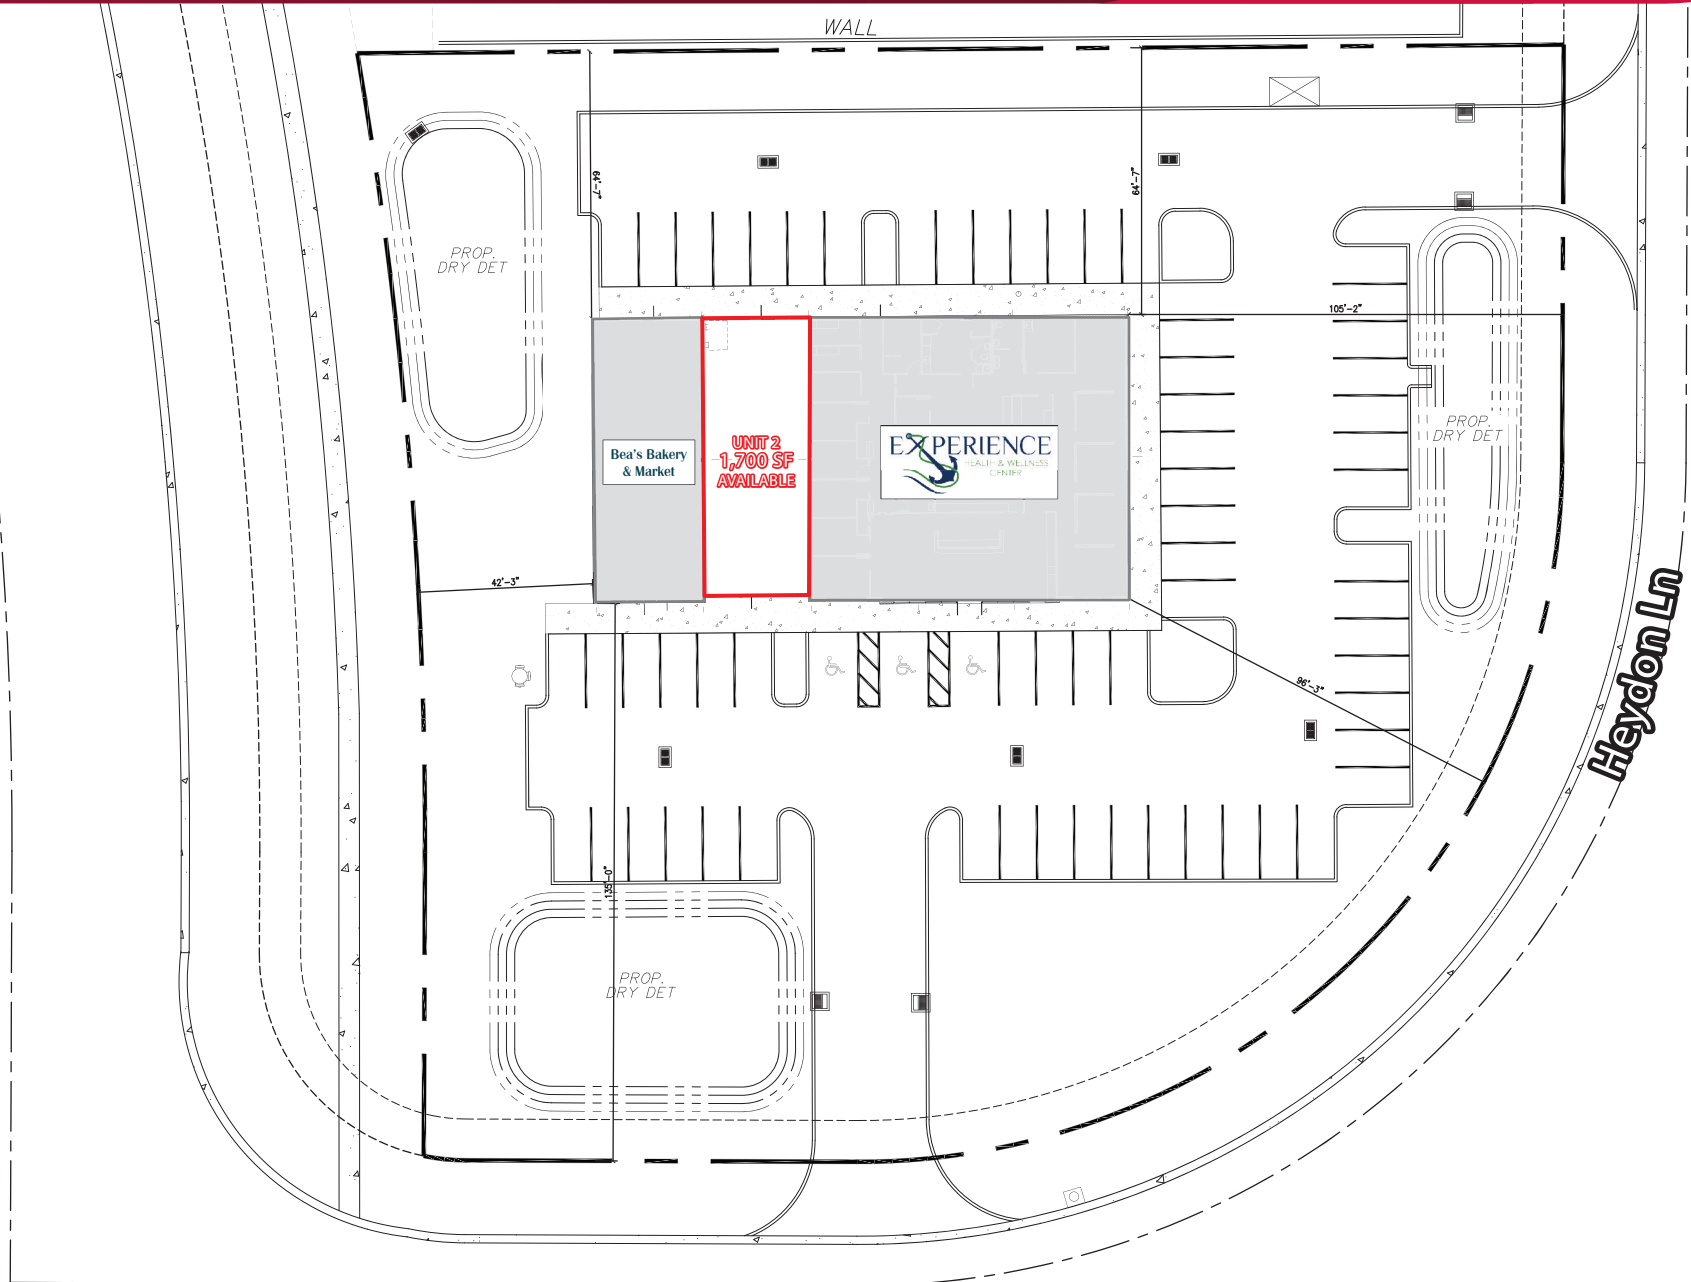 WALL
64'-7"
64'-7"
PROP.
DRY DET
105'-2"
PROP.
DRY DET
Bea's Bakery
& Market
UNIT 2
1,700 SF
AVAILABLE
EXPERIENCE
HEALTH & WELLNESS
CENTER
42'-3"
96'-3"
Heydon Ln
135'-0"
PROP.
DRY DET